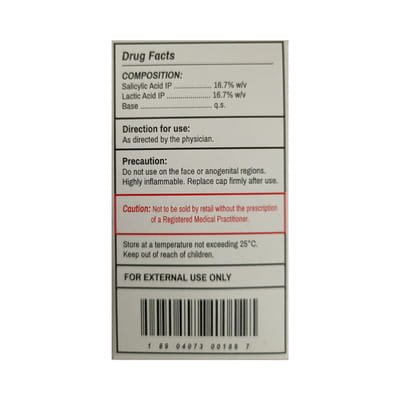 Drug Facts
COMPOSITION:
Salicylic Acid IP .................. 16.7% w/v
Lactic Acid IP ..................... 16.7% w/v
Base .................................. q.s.
Direction for use:
As directed by the physician.
Precaution:
Do not use on the face or anogenital regions.
Highly inflammable. Replace cap firmly after use.
Caution: Not to be sold by retail without the prescription
of a Registered Medical Practitioner.
Store at a temperature not exceeding 25°C.
Keep out of reach of children.
FOR EXTERNAL USE ONLY
1 89 04073 00188 7